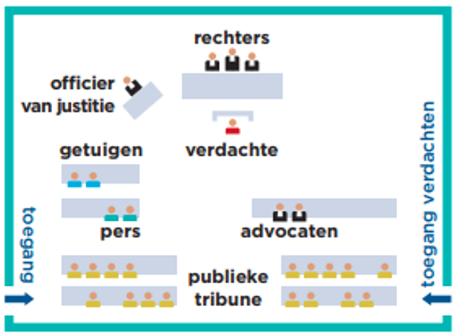 rechters
officier
van justitie
getuigen
verdachte
toegang verdachten
toegang
pers
advocaten
publieke
tribune